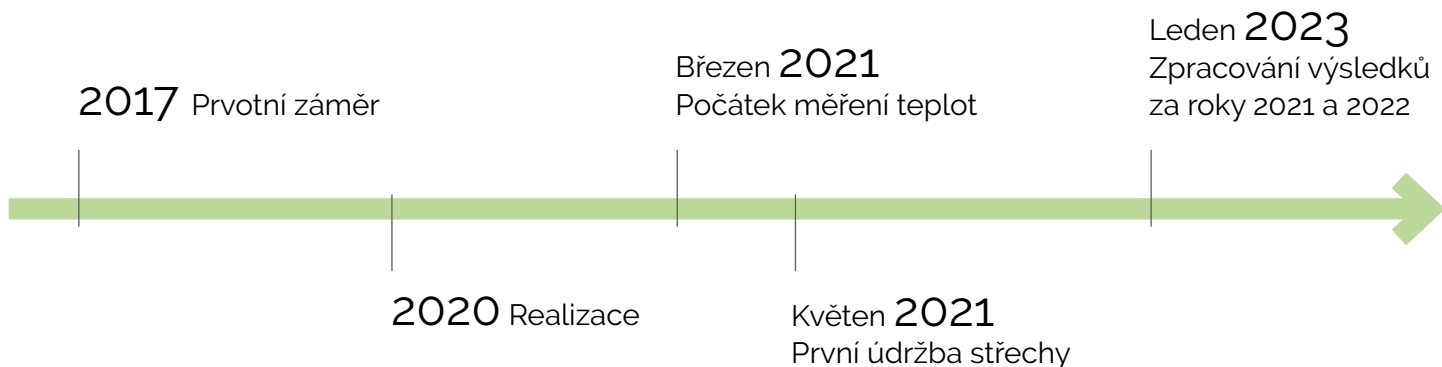 2017 Prvotní záměr
2020 Realizace
Březen 2021
Počátek měření teplot
Květen 2021
První údržba střechy
Leden 2023
Zpracování výsledků
za roky 2021 a 2022